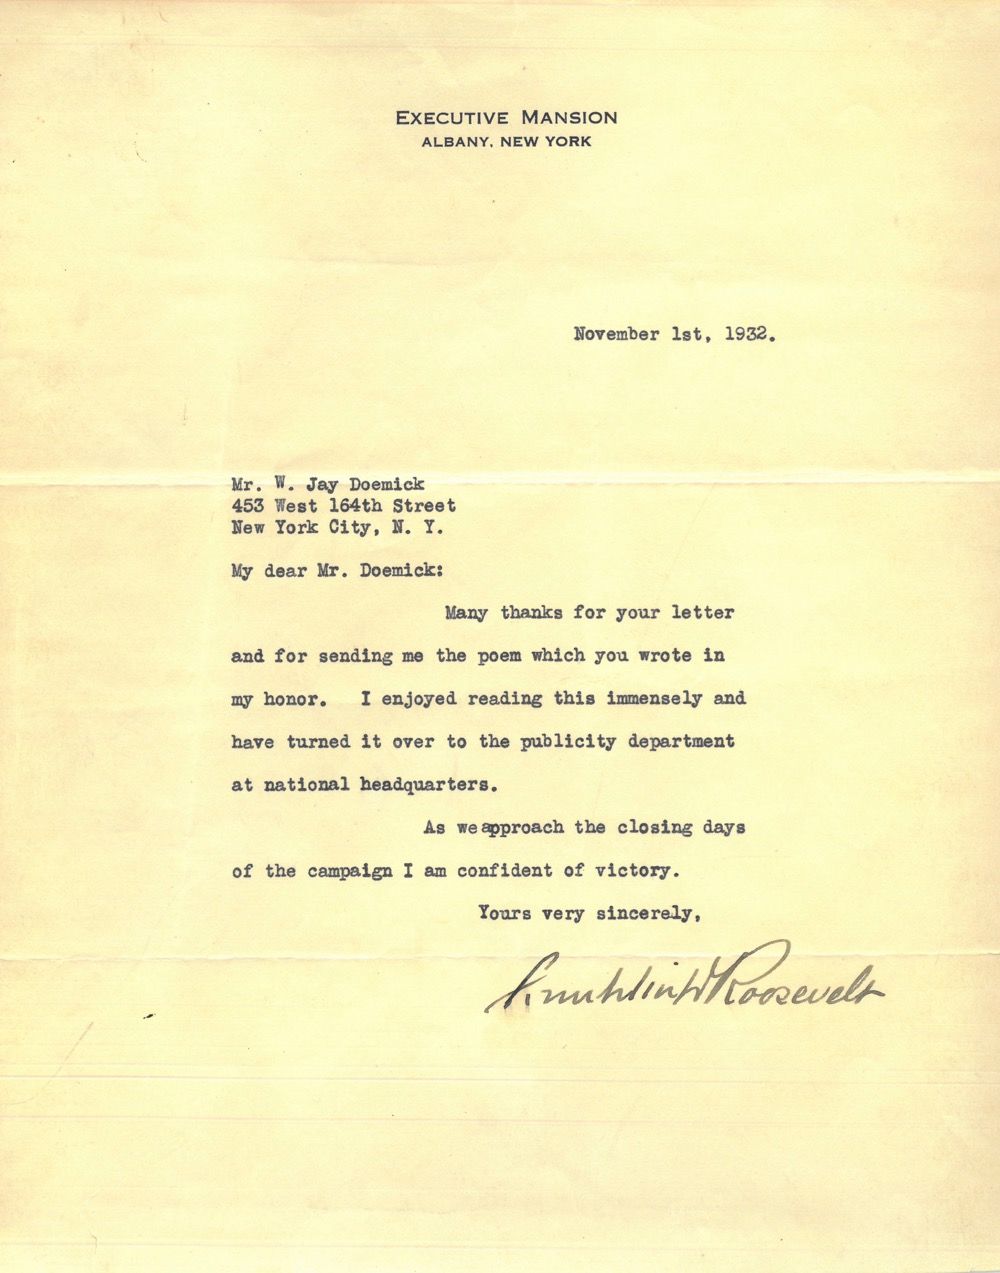 EXECUTIVE MANSION
ALBANY, NEW YORK
November 1st, 1932.
Mr. W. Jay Doemick
453 West 164th Street
New York City, N. Y.
My dear Mr. Doemick:
Many thanks for your letter
and for sending me the poem which you wrote in
my honor. I enjoyed reading this immensely and
have turned it over to the publicity department
at national headquarters.
As we approach the closing days
of the campaign I am confident of victory.
Yours very sincerely,
Franklin D Roosevelt